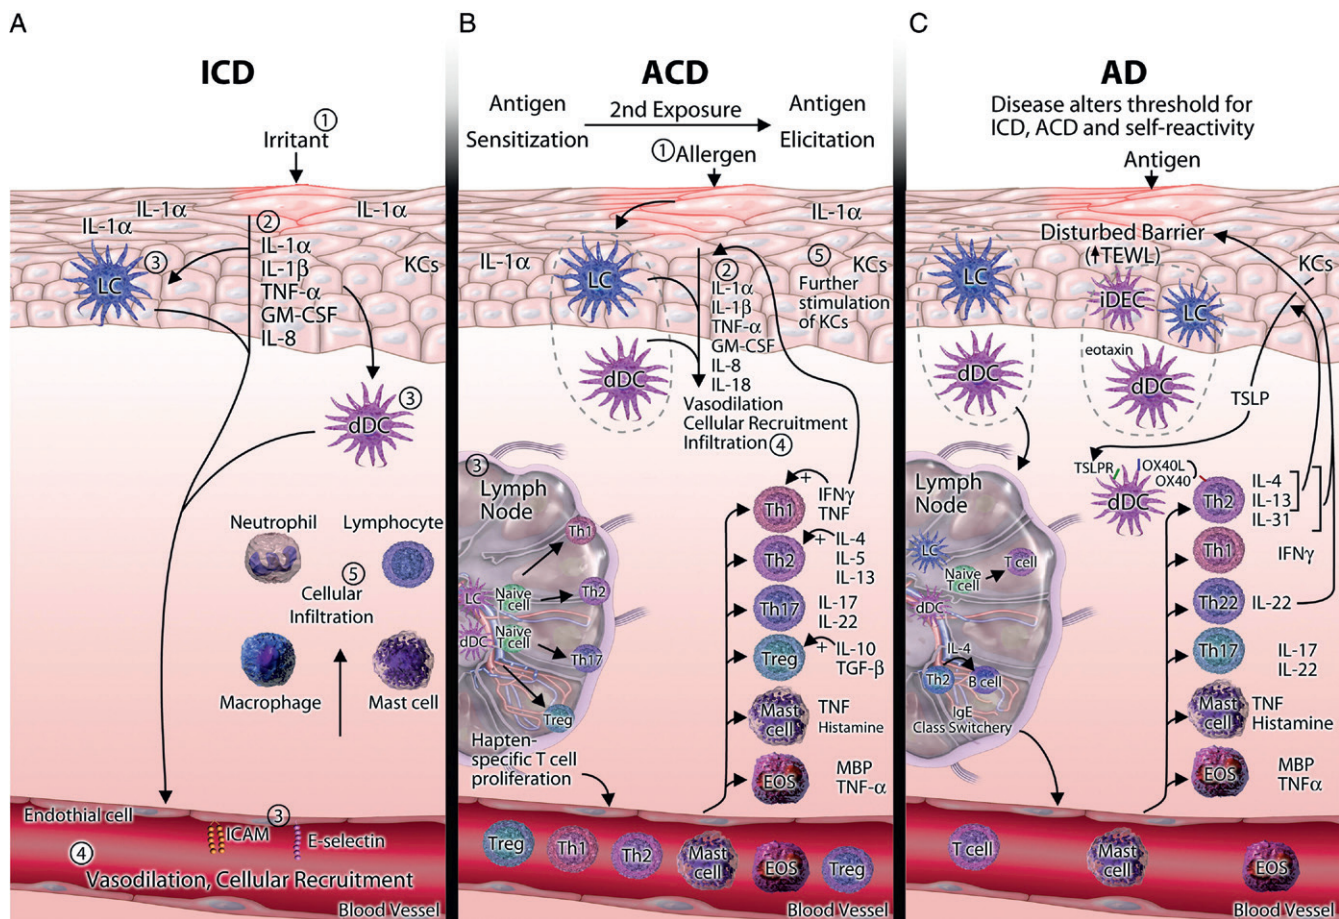 A
ICD
①
Irritant
IL-1α
IL-1α
IL-1α
②
IL-1α
IL-1β
TNF-α
GM-CSF
IL-8
③
LC
KCs
dDC
③
Neutrophil
Lymphocyte
⑤
Cellular
Infiltration
Macrophage
Mast cell
Endothial cell
ICAM
③
E-selectin
④
Vasodilation, Cellular Recruitment
Blood Vessel
B
ACD
Antigen
Sensitization
2nd Exposure
Antigen
Elicitation
① Allergen
IL-1α
IL-1α
LC
KCs
②
IL-1α
IL-1β
TNF-α
GM-CSF
IL-8
IL-18
Vasodilation
Cellular Recruitment
Infiltration ④
⑤
Further
stimulation
of KCs
dDC
③
Lymph
Node
Th1
LC
Naive
T cell
Th2
dDC
Naive
T cell
Th17
Treg
Hapten-
specific T cell
proliferation
Th1
+
IFNγ
TNF
Th2
+
IL-4
IL-5
IL-13
Th17
IL-17
IL-22
Treg
+
IL-10
TGF-β
Mast
cell
TNF
Histamine
EOS
MBP
TNF-α
Treg
Th1
Th2
Mast
cell
EOS
Treg
Blood Vessel
C
AD
Disease alters threshold for
ICD, ACD and self-reactivity
Antigen
Disturbed Barrier
(↑TEWL)
KCs
LC
iDEC
LC
dDC
eotaxin
dDC
TSLP
TSLPR
OX40L
OX40
dDC
Lymph
Node
LC
Naive
T cell
T cell
dDC
IL-4
Th2
B cell
IgE
Class Switchery
Th2
IL-4
IL-13
IL-31
Th1
IFNγ
Th22
IL-22
Th17
IL-17
IL-22
Mast
cell
TNF
Histamine
EOS
MBP
TNFα
T cell
Mast
cell
EOS
Blood Vessel